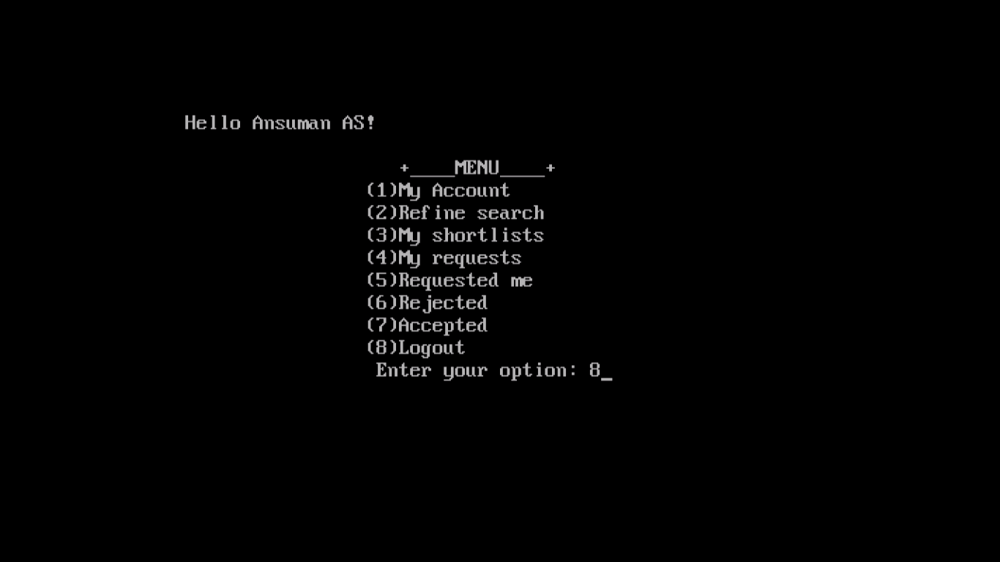 Hello Ansuman AS!
+____MENU____+
(1)My Account
(2)Refine search
(3)My shortlists
(4)My requests
(5)Requested me
(6)Rejected
(7)Accepted
(8)Logout
Enter your option: 8_